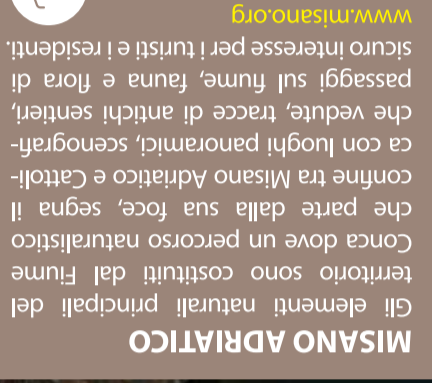 MISANO ADRIATICO
Gli elementi naturali principali del
territorio sono costituiti dal Fiume
Conca dove un percorso naturalistico
che parte dalla sua foce, segna il
confine tra Misano Adriatico e Cattoli-
ca con luoghi panoramici, scenografi-
che vedute, tracce di antichi sentieri,
passaggi sul fiume, fauna e flora di
sicuro interesse per i turisti e i residenti.
www.misano.org